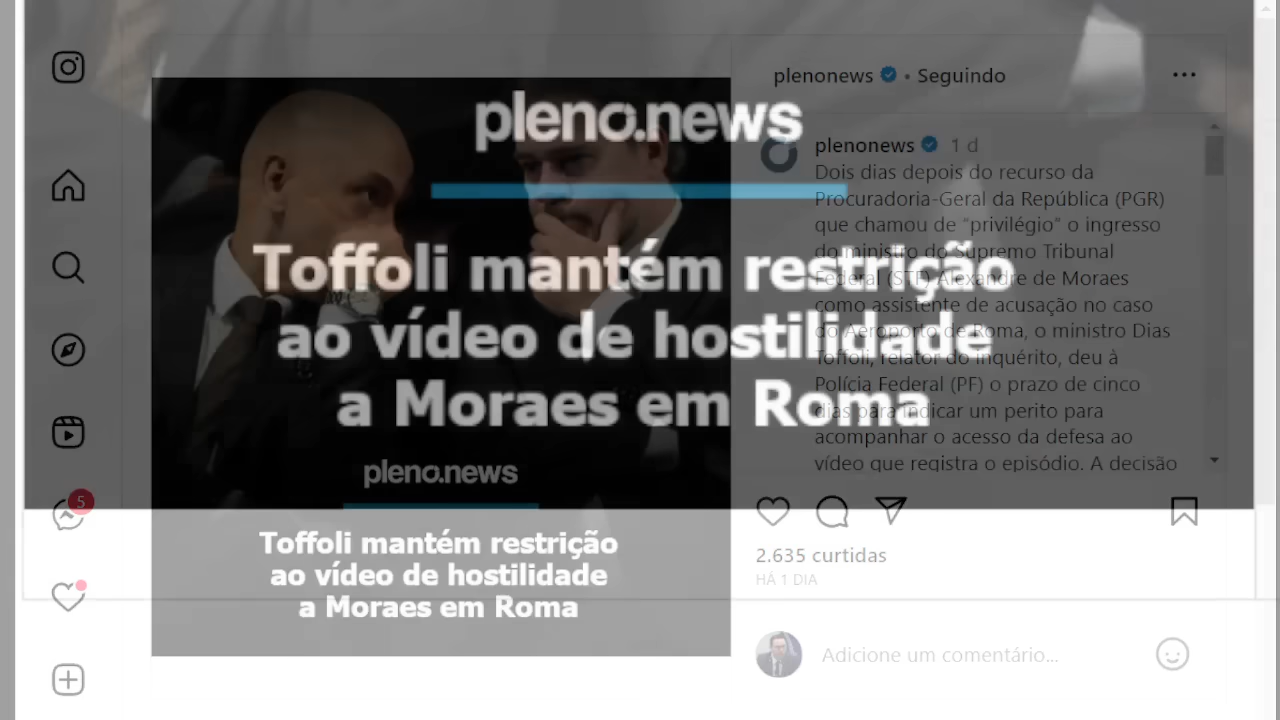 pleno.news
Toffoli mantém restrição
ao vídeo de hostilidade
a Moraes em Roma
pleno.news
Toffoli mantém restrição
ao vídeo de hostilidade
a Moraes em Roma
plenonews • Seguindo
plenonews 1 d
Dois dias depois do recurso da
Procuradoria-Geral da República (PGR)
que chamou de “privilégio” o ingresso
do ministro do Supremo Tribunal
Federal (STF) Alexandre de Moraes
como assistente de acusação no caso
do Aeroporto de Roma, o ministro Dias
Toffoli, relator do inquérito, deu à
Polícia Federal (PF) o prazo de cinco
dias para indicar um perito para
acompanhar o acesso da defesa ao
vídeo que registra o episódio. A decisão
5
2.635 curtidas
HÁ 1 DIA
Adicione um comentário...